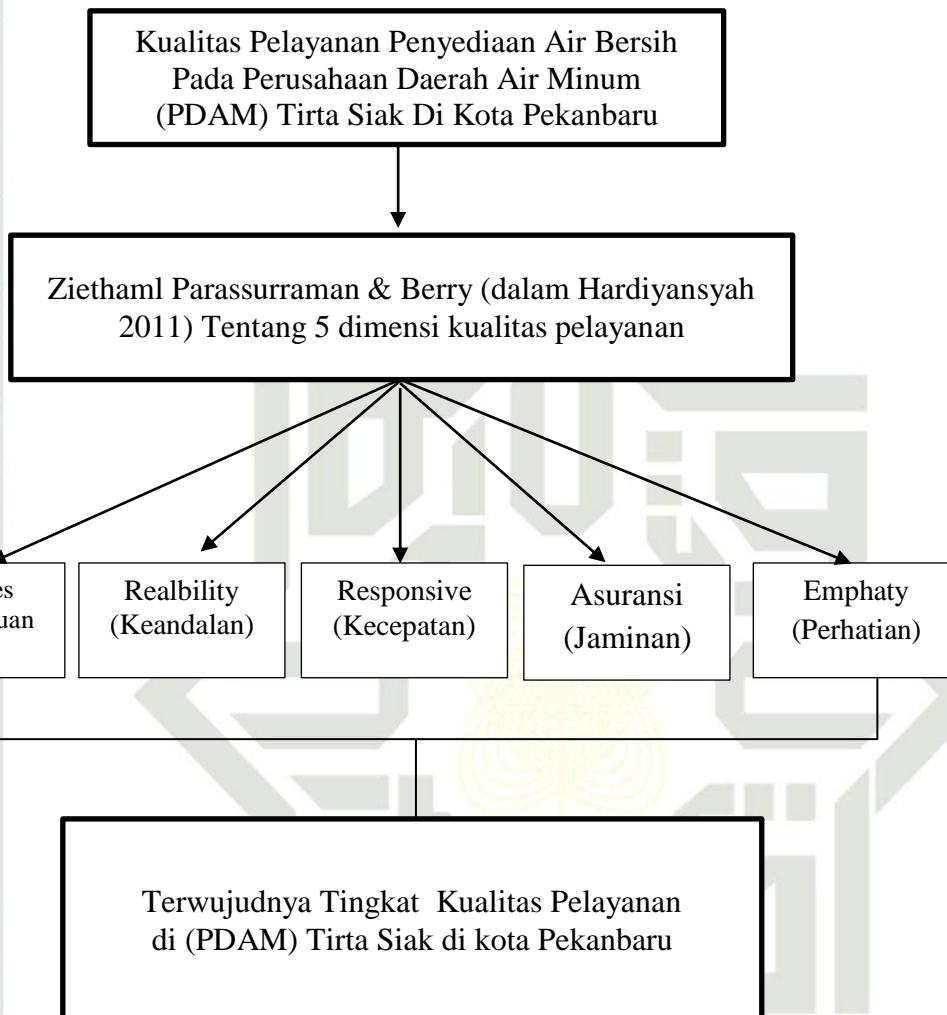 Kualitas Pelayanan Penyediaan Air Bersih
Pada Perusahaan Daerah Air Minum
(PDAM) Tirta Siak Di Kota Pekanbaru
Ziethaml Parassurraman & Berry (dalam Hardiyansyah
2011) Tentang 5 dimensi kualitas pelayanan
Realbility
(Keandalan)
Responsive
(Kecepatan)
Asuransi
(Jaminan)
Emphaty
(Perhatian)
Terwujudnya Tingkat Kualitas Pelayanan
di (PDAM) Tirta Siak di kota Pekanbaru